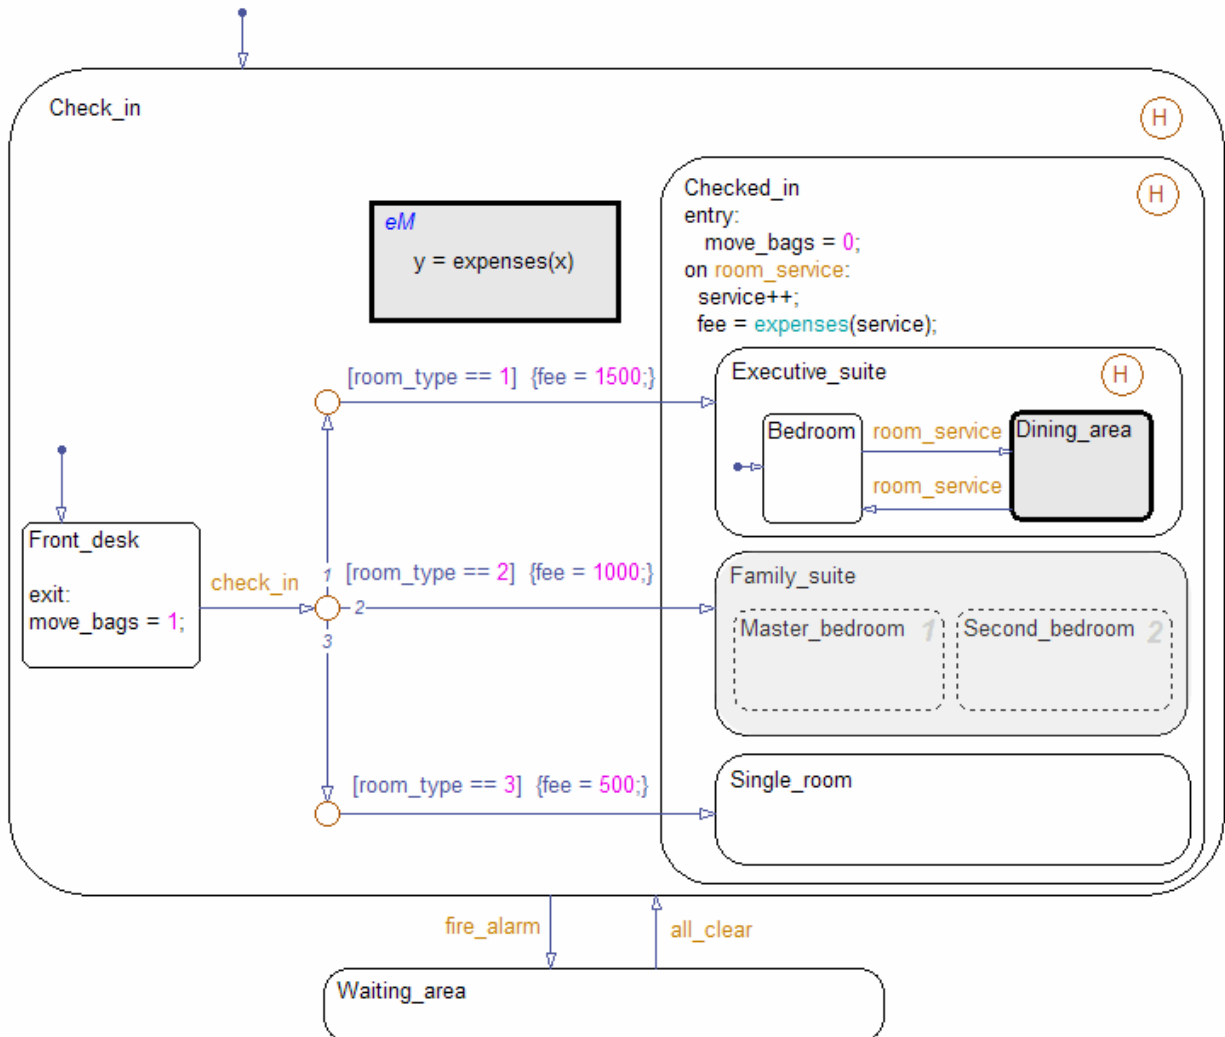 Check_in
H
Checked_in
H
entry:
move_bags = 0;
on room_service:
service++;
fee = expenses(service);
eM
y = expenses(x)
[room_type == 1] {fee = 1500;}
Executive_suite
H
Bedroom
room_service
Dining_area
room_service
Front_desk
exit:
move_bags = 1;
check_in
1
2
3
[room_type == 2] {fee = 1000;}
Family_suite
Master_bedroom 1
Second_bedroom 2
[room_type == 3] {fee = 500;}
Single_room
fire_alarm
all_clear
Waiting_area